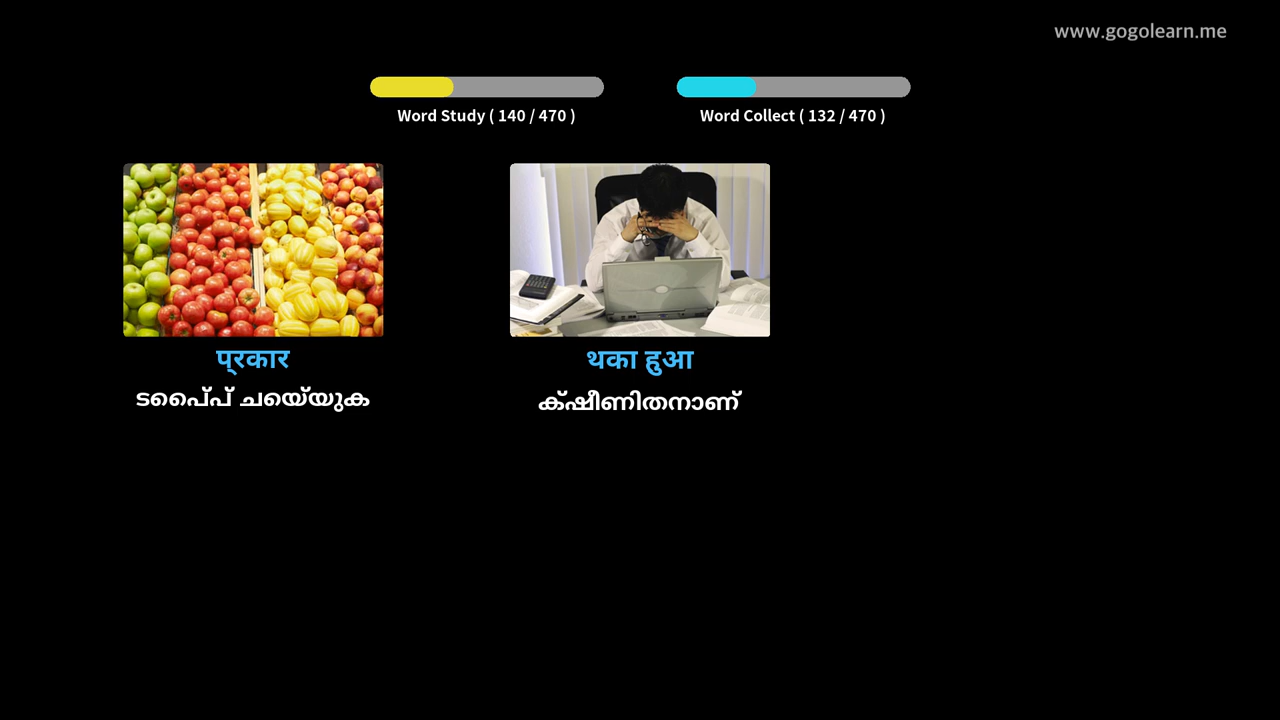 www.gogolearn.me
Word Study ( 140 / 470 )
Word Collect ( 132 / 470 )
प्रकार
ടൈപ്പ് ചെയ്യുക
थका हुआ
ക്ഷീണിതനാണ്